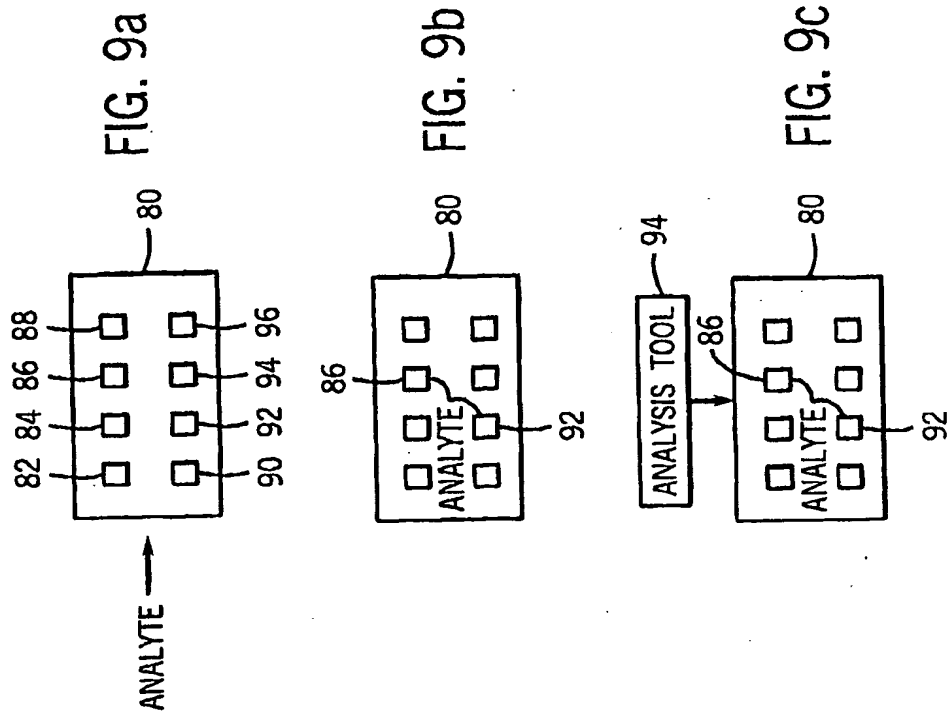 82 84 86 88
80
ANALYTE
90 92 94 96
FIG. 9a
86
ANALYTE
92
80
FIG. 9b
94
ANALYSIS TOOL
86
ANALYTE
92
80
FIG. 9c